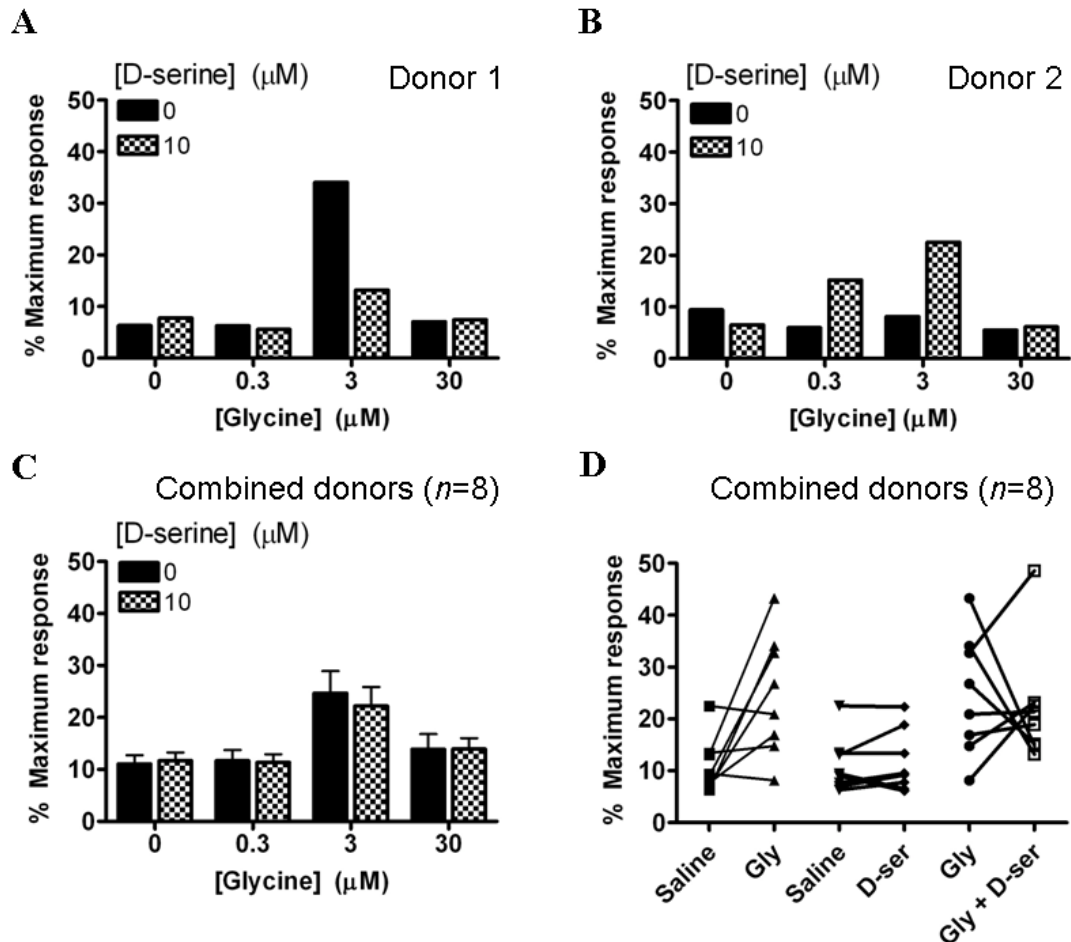 A
[D-serine] (μM)
Donor 1
0
10
50
40
30
20
10
0
% Maximum response
0 0.3 3 30
[Glycine] (μM)
B
[D-serine] (μM)
Donor 2
0
10
50
40
30
20
10
0
% Maximum response
0 0.3 3 30
[Glycine] (μM)
C
Combined donors (n=8)
[D-serine] (μM)
0
10
50
40
30
20
10
0
% Maximum response
0 0.3 3 30
[Glycine] (μM)
D
Combined donors (n=8)
50
40
30
20
10
0
% Maximum response
Saline
Gly
Saline
D-ser
Gly
Gly + D-ser